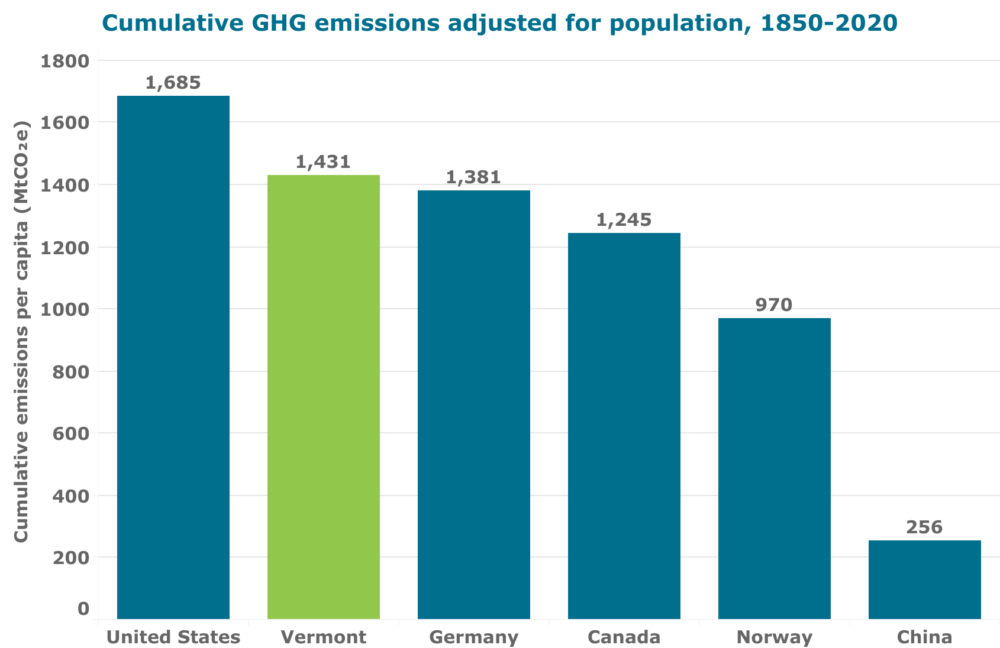 Cumulative GHG emissions adjusted for population, 1850-2020
Cumulative emissions per capita (MtCO₂e)
1800
1600
1400
1200
1000
800
600
400
200
0
1,685
1,431
1,381
1,245
970
256
United States
Vermont
Germany
Canada
Norway
China